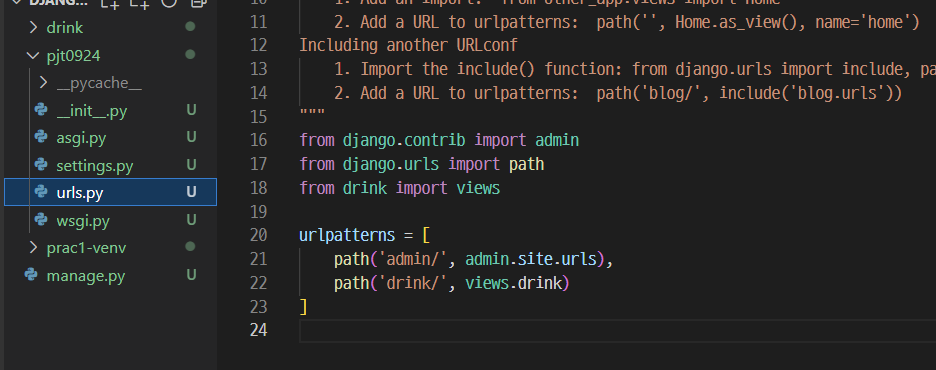 DJANG...
drink
pjt0924
__pycache__
__init__.py U
asgi.py U
settings.py U
urls.py U
wsgi.py U
prac1-venv
manage.py U
10 1. Add an import: from other_app.views import Home
11 2. Add a URL to urlpatterns: path('', Home.as_view(), name='home')
12 Including another URLconf
13 1. Import the include() function: from django.urls import include, pa
14 2. Add a URL to urlpatterns: path('blog/', include('blog.urls'))
15 """
16 from django.contrib import admin
17 from django.urls import path
18 from drink import views
19
20 urlpatterns = [
21 path('admin/', admin.site.urls),
22 path('drink/', views.drink)
23 ]
24